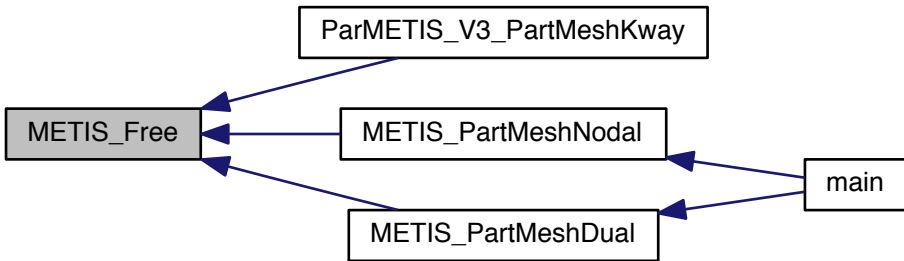 ParMETIS_V3_PartMeshKway
METIS_Free
METIS_PartMeshNodal
main
METIS_PartMeshDual